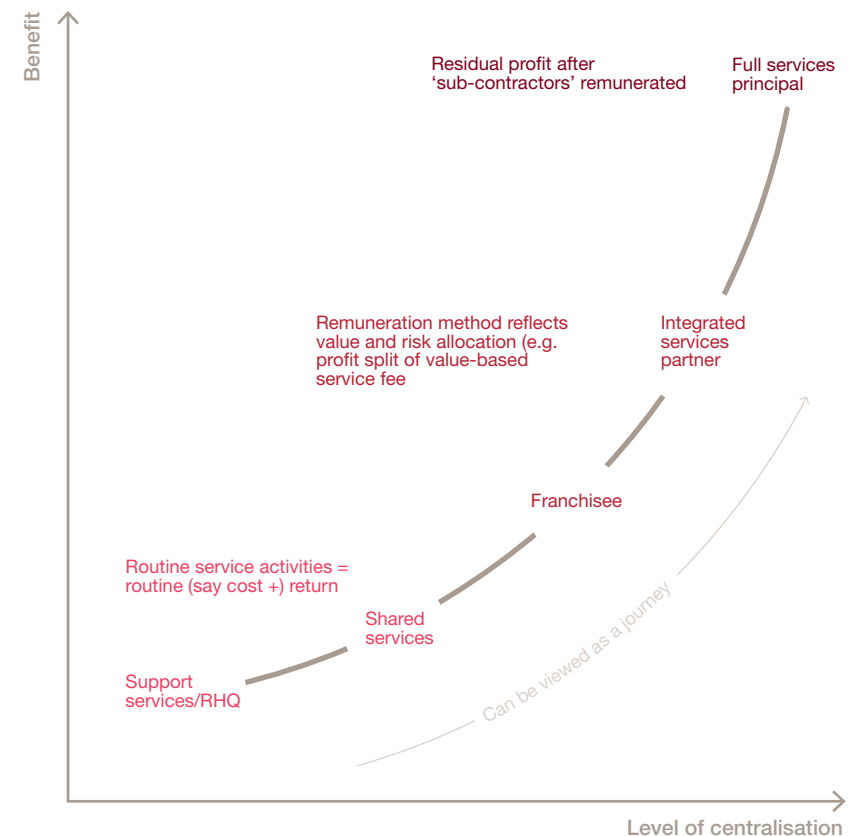 Benefit
Residual profit after
‘sub-contractors’ remunerated
Full services
principal
Remuneration method reflects
value and risk allocation (e.g.
profit split of value-based
service fee
Integrated
services
partner
Franchisee
Routine service activities =
routine (say cost +) return
Shared
services
Support
services/RHQ
Can be viewed as a journey
Level of centralisation